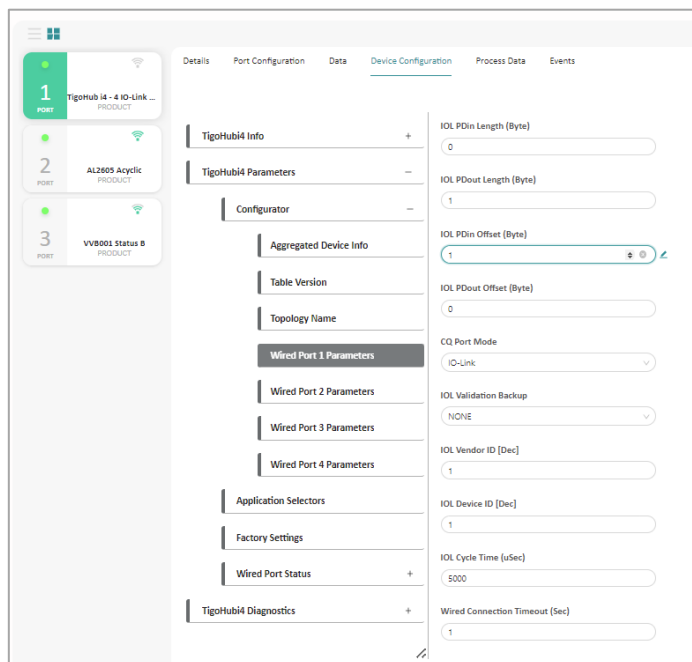 Details Port Configuration Data Device Configuration Process Data Events
1
PORT
TigoHub i4 - 4 IO-Link ...
PRODUCT
2
PORT
AL2605 Acyclic
PRODUCT
3
PORT
VVB001 Status B
PRODUCT
TigoHubi4 Info +
TigoHubi4 Parameters −
Configurator −
Aggregated Device Info
Table Version
Topology Name
Wired Port 1 Parameters
Wired Port 2 Parameters
Wired Port 3 Parameters
Wired Port 4 Parameters
Application Selectors
Factory Settings
Wired Port Status +
TigoHubi4 Diagnostics +
IOL PDin Length (Byte)
0
IOL PDout Length (Byte)
1
IOL PDin Offset (Byte)
1
IOL PDout Offset (Byte)
0
CQ Port Mode
IO-Link
IOL Validation Backup
NONE
IOL Vendor ID [Dec]
1
IOL Device ID [Dec]
1
IOL Cycle Time (uSec)
5000
Wired Connection Timeout (Sec)
1